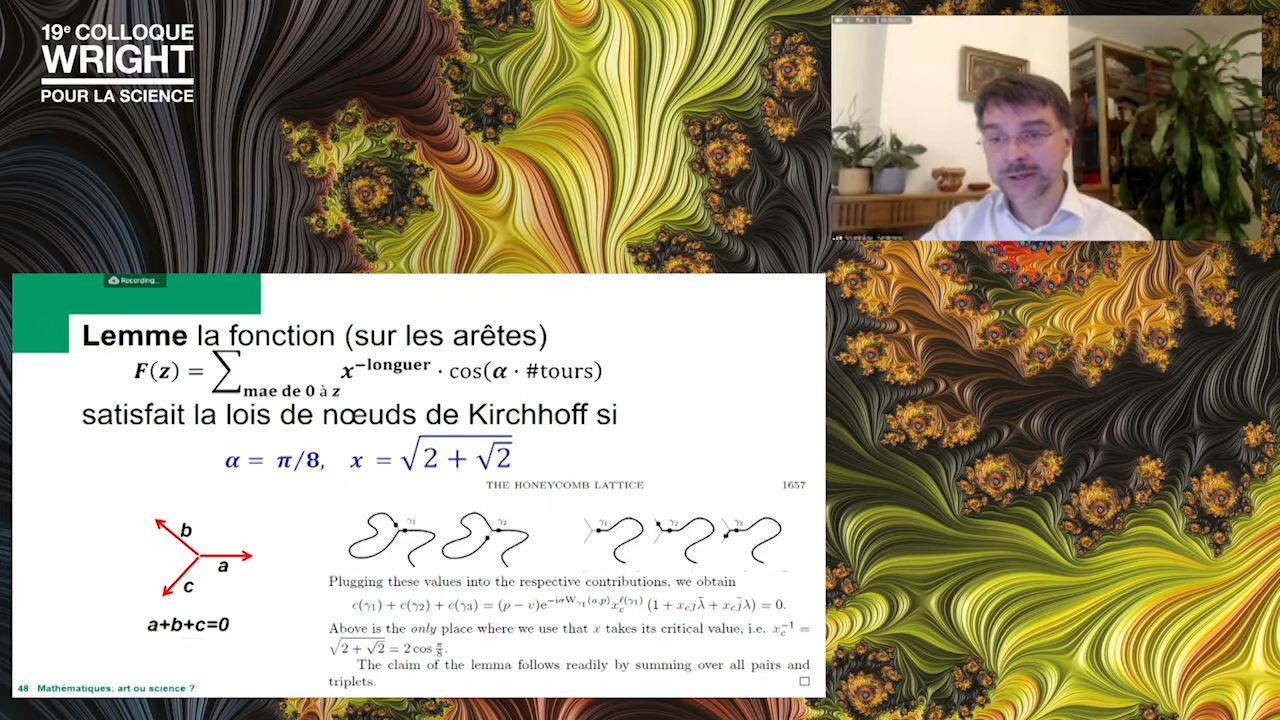 19e COLLOQUE
WRIGHT
POUR LA SCIENCE
Recording...
Lemme la fonction (sur les arêtes)
F(z) = ∑ mae de 0 à z x^−longuer · cos(α · #tours)
satisfait la lois de nœuds de Kirchhoff si
α = π/8, x = √(2 + √2)
THE HONEYCOMB LATTICE 1657
γ1 γ2 γ1 γ2 γ3
b
a
c
a+b+c=0
Plugging these values into the respective contributions, we obtain
c(γ1) + c(γ2) + c(γ3) = (p − v)e^−iσWγ1(a,p) xc^ℓ(γ1) (1 + xc j λ̄ + xc j̄ λ) = 0.
Above is the only place where we use that x takes its critical value, i.e. xc^−1 =
√(2 + √2) = 2 cos π/8.
The claim of the lemma follows readily by summing over all pairs and
triplets. □
48 Mathématiques: art ou science ?